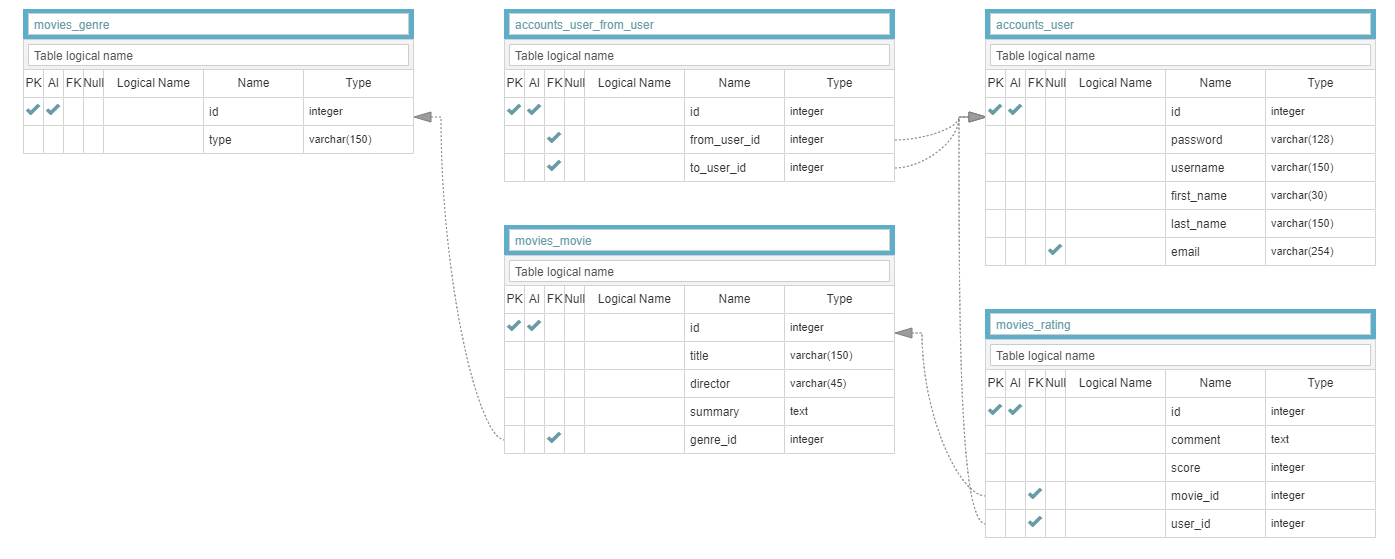 movies_genre
Table logical name
PK AI FK Null Logical Name Name Type
id integer
type varchar(150)
accounts_user_from_user
Table logical name
PK AI FK Null Logical Name Name Type
id integer
from_user_id integer
to_user_id integer
accounts_user
Table logical name
PK AI FK Null Logical Name Name Type
id integer
password varchar(128)
username varchar(150)
first_name varchar(30)
last_name varchar(150)
email varchar(254)
movies_movie
Table logical name
PK AI FK Null Logical Name Name Type
id integer
title varchar(150)
director varchar(45)
summary text
genre_id integer
movies_rating
Table logical name
PK AI FK Null Logical Name Name Type
id integer
comment text
score integer
movie_id integer
user_id integer